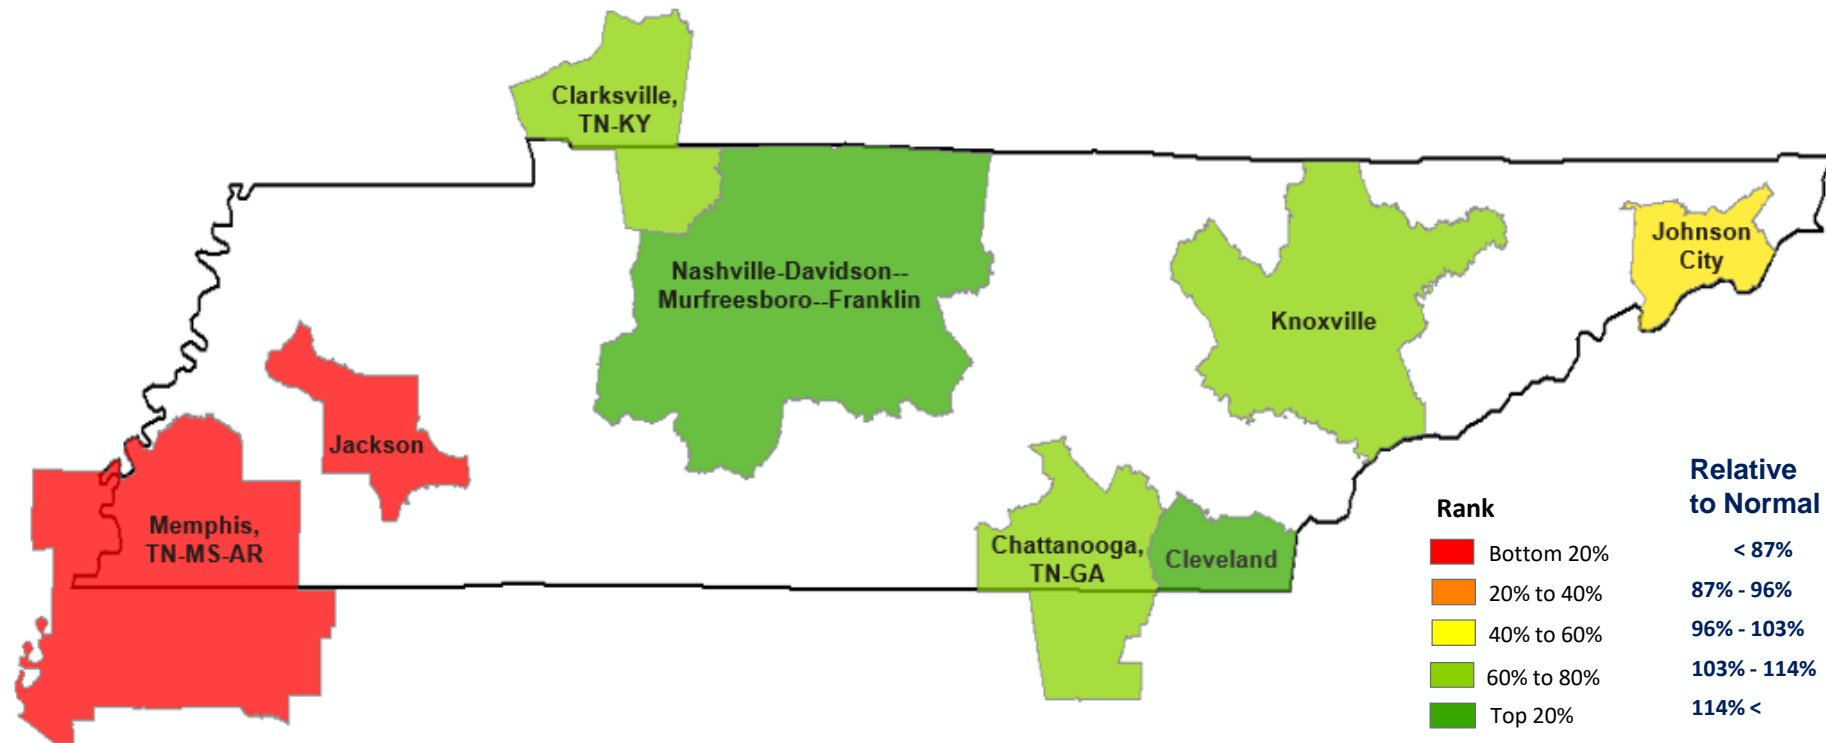 Clarksville,
TN-KY
Nashville-Davidson--
Murfreesboro--Franklin
Johnson
City
Knoxville
Jackson
Memphis,
TN-MS-AR
Chattanooga,
TN-GA
Cleveland
Rank
Relative
to Normal
Bottom 20%
< 87%
20% to 40%
87% - 96%
40% to 60%
96% - 103%
60% to 80%
103% - 114%
Top 20%
114% <